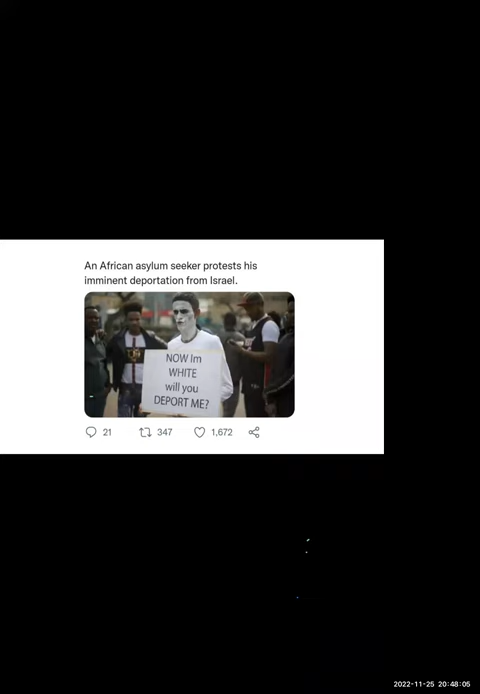 An African asylum seeker protests his
imminent deportation from Israel.
NOW Im
WHITE
will you
DEPORT ME?
21
347
1,672
2022-11-25 20:48:05